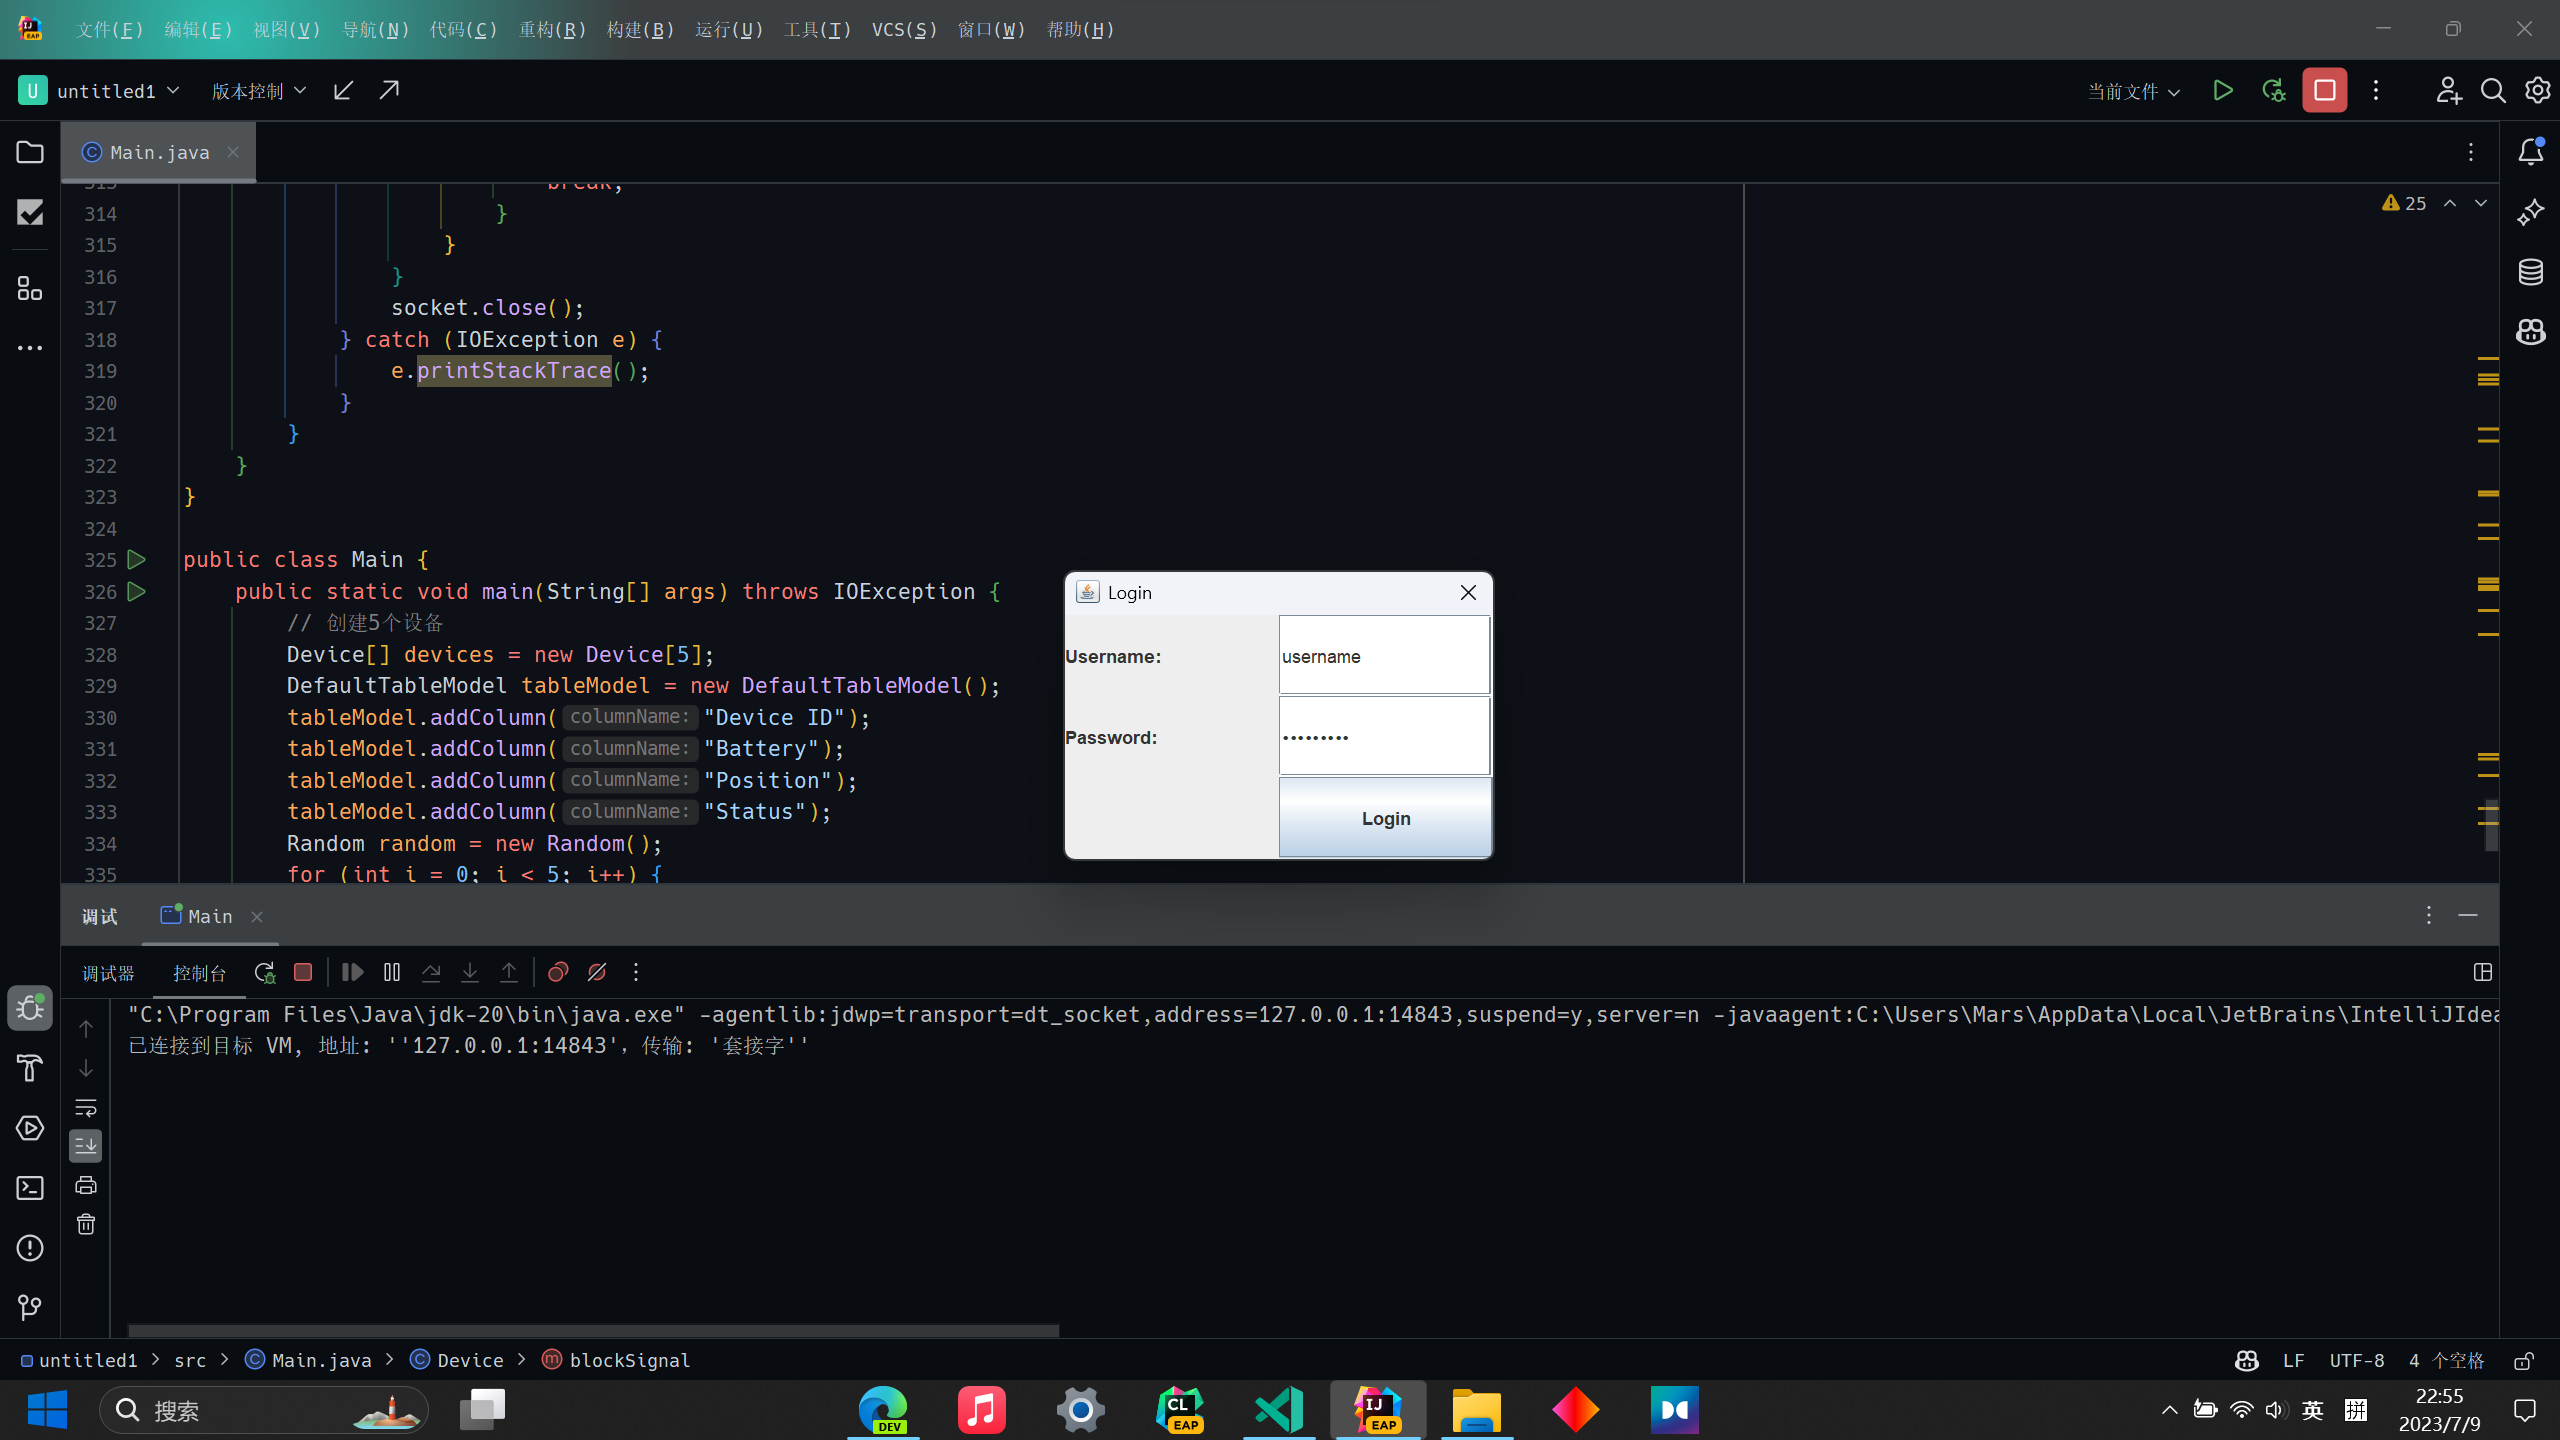 文件(F) 编辑(E) 视图(V) 导航(N) 代码(C) 重构(R) 构建(B) 运行(U) 工具(T) VCS(S) 窗口(W) 帮助(H)
U untitled1 版本控制 当前文件
Main.java
25
break;
314 }
315 }
316 }
317 socket.close();
318 } catch (IOException e) {
319 e.printStackTrace();
320 }
321 }
322 }
323 }
324
325 public class Main {
326 public static void main(String[] args) throws IOException {
327 // 创建5个设备
328 Device[] devices = new Device[5];
329 DefaultTableModel tableModel = new DefaultTableModel();
330 tableModel.addColumn( columnName: "Device ID");
331 tableModel.addColumn( columnName: "Battery");
332 tableModel.addColumn( columnName: "Position");
333 tableModel.addColumn( columnName: "Status");
334 Random random = new Random();
335 for (int i = 0; i < 5; i++) {
Login
Username: username
Password: •••••••••
Login
调试 Main
调试器 控制台
"C:\Program Files\Java\jdk-20\bin\java.exe" -agentlib:jdwp=transport=dt_socket,address=127.0.0.1:14843,suspend=y,server=n -javaagent:C:\Users\Mars\AppData\Local\JetBrains\IntelliJIdea
已连接到目标 VM, 地址: ''127.0.0.1:14843', 传输: '套接字''
untitled1 > src > Main.java > Device > blockSignal LF UTF-8 4 个空格
搜索
DEV
CL EAP
IJ EAP
英 拼
22:55
2023/7/9